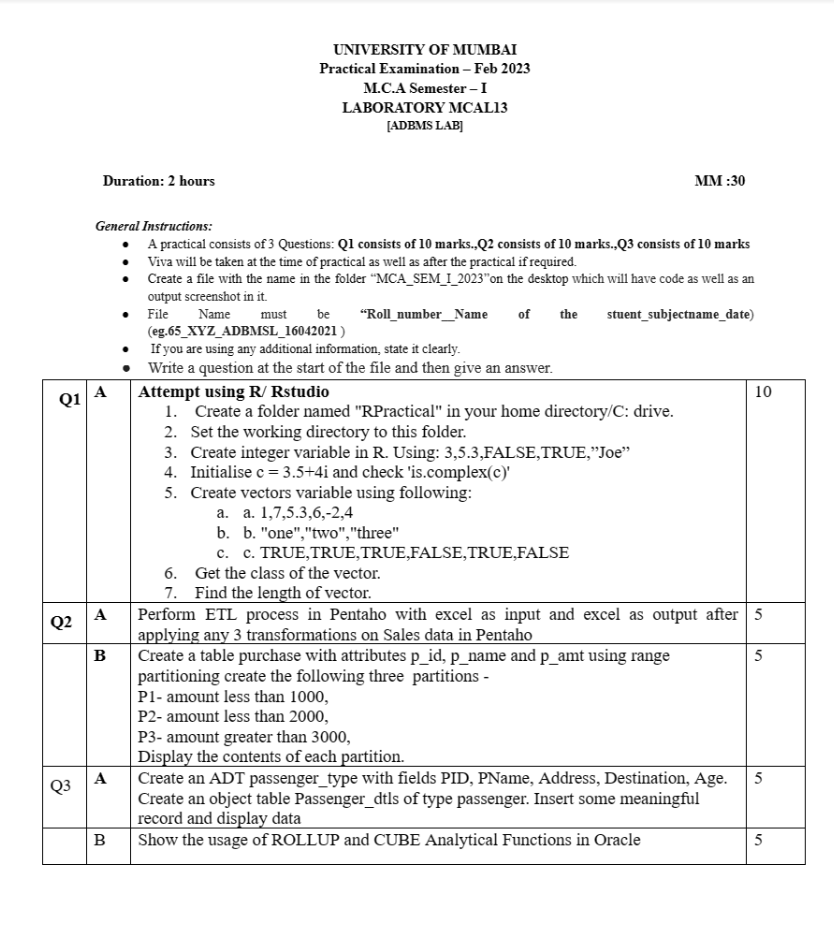 UNIVERSITY OF MUMBAI
Practical Examination – Feb 2023
M.C.A Semester – I
LABORATORY MCAL13
[ADBMS LAB]
Duration: 2 hours MM :30
General Instructions:
• A practical consists of 3 Questions: Q1 consists of 10 marks.,Q2 consists of 10 marks.,Q3 consists of 10 marks
• Viva will be taken at the time of practical as well as after the practical if required.
• Create a file with the name in the folder “MCA_SEM_I_2023”on the desktop which will have code as well as an
output screenshot in it.
• File Name must be “Roll_number__Name of the stuent_subjectname_date)
(eg.65_XYZ_ADBMSL_16042021 )
• If you are using any additional information, state it clearly.
• Write a question at the start of the file and then give an answer.
Q1 A Attempt using R/ Rstudio 10
1. Create a folder named "RPractical" in your home directory/C: drive.
2. Set the working directory to this folder.
3. Create integer variable in R. Using: 3,5.3,FALSE,TRUE,”Joe”
4. Initialise c = 3.5+4i and check 'is.complex(c)'
5. Create vectors variable using following:
a. a. 1,7,5.3,6,-2,4
b. b. "one","two","three"
c. c. TRUE,TRUE,TRUE,FALSE,TRUE,FALSE
6. Get the class of the vector.
7. Find the length of vector.
Q2 A Perform ETL process in Pentaho with excel as input and excel as output after 5
applying any 3 transformations on Sales data in Pentaho
B Create a table purchase with attributes p_id, p_name and p_amt using range 5
partitioning create the following three partitions -
P1- amount less than 1000,
P2- amount less than 2000,
P3- amount greater than 3000,
Display the contents of each partition.
Q3 A Create an ADT passenger_type with fields PID, PName, Address, Destination, Age. 5
Create an object table Passenger_dtls of type passenger. Insert some meaningful
record and display data
B Show the usage of ROLLUP and CUBE Analytical Functions in Oracle 5